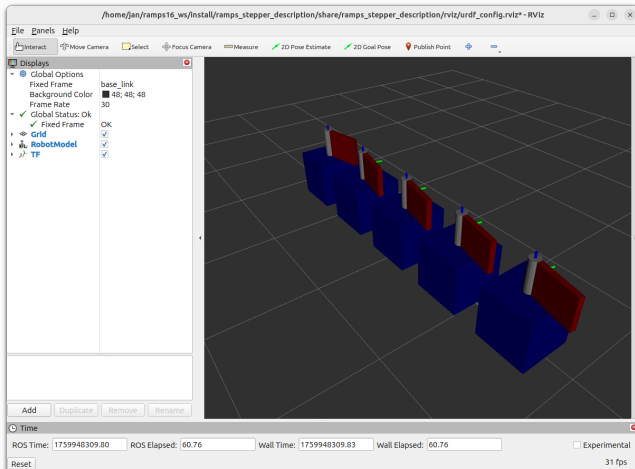 /home/jan/ramps16_ws/install/ramps_stepper_description/share/ramps_stepper_description/rviz/urdf_config.rviz* - RViz
File Panels Help
Interact Move Camera Select Focus Camera Measure 2D Pose Estimate 2D Goal Pose Publish Point
Displays
Global Options
Fixed Frame base_link
Background Color 48; 48; 48
Frame Rate 30
Global Status: Ok
Fixed Frame OK
Grid
RobotModel
TF
Add Duplicate Remove Rename
Time
ROS Time: 1759948309.80 ROS Elapsed: 60.76 Wall Time: 1759948309.83 Wall Elapsed: 60.76 Experimental
Reset 31 fps